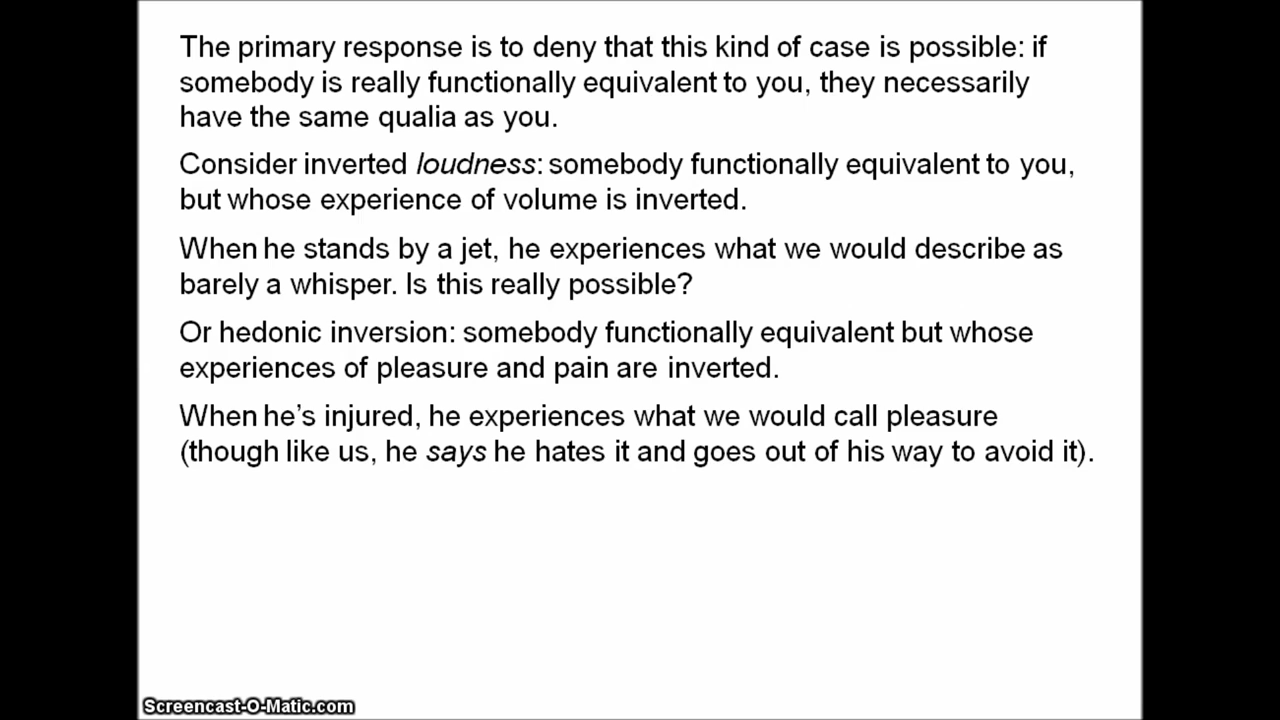 The primary response is to deny that this kind of case is possible: if
somebody is really functionally equivalent to you, they necessarily
have the same qualia as you.
Consider inverted loudness: somebody functionally equivalent to you,
but whose experience of volume is inverted.
When he stands by a jet, he experiences what we would describe as
barely a whisper. Is this really possible?
Or hedonic inversion: somebody functionally equivalent but whose
experiences of pleasure and pain are inverted.
When he’s injured, he experiences what we would call pleasure
(though like us, he says he hates it and goes out of his way to avoid it).
Screencast-O-Matic.com